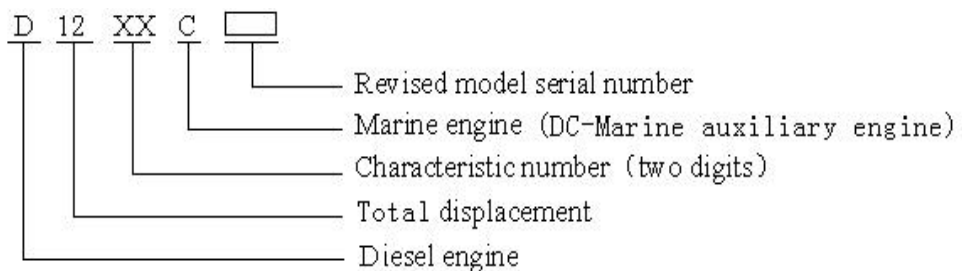 D 12 XX C
Revised model serial number
Marine engine (DC-Marine auxiliary engine)
Characteristic number (two digits)
Total displacement
Diesel engine